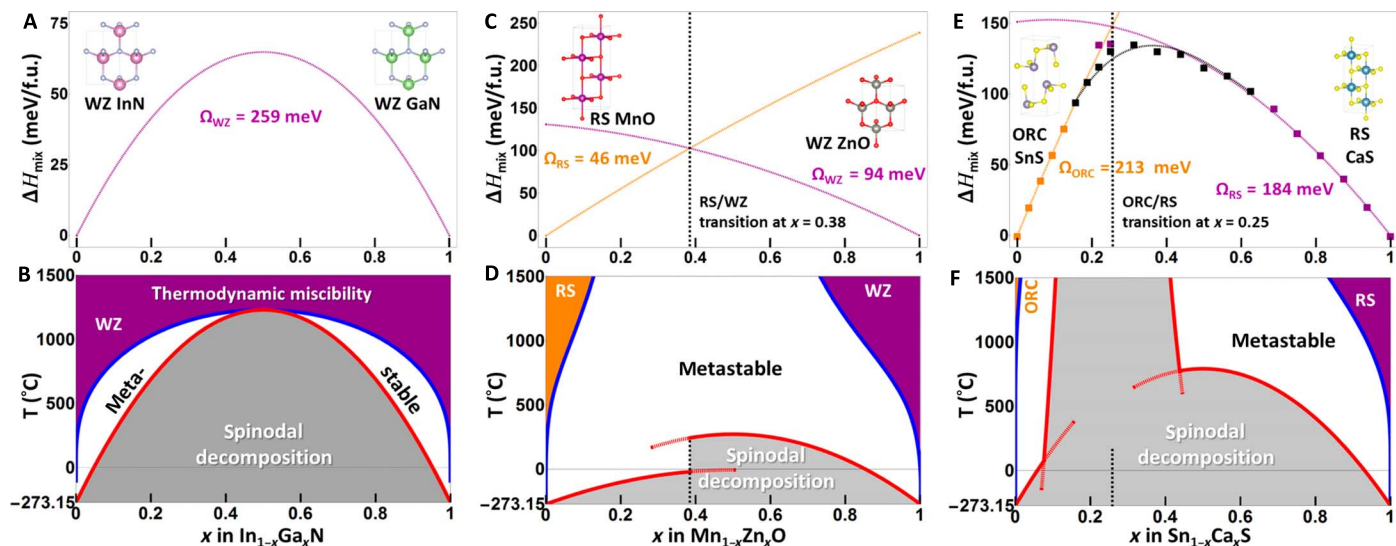 A
ΔHmix (meV/f.u.)
75
50
25
0
WZ InN
WZ GaN
ΩWZ = 259 meV
0
0.2
0.4
0.6
0.8
1
B
T (°C)
1500
1000
500
0
−273.15
Thermodynamic miscibility
WZ
Meta-
stable
Spinodal
decomposition
0
0.2
0.4
0.6
0.8
1
x in In1−xGaxN
C
ΔHmix (meV/f.u.)
250
200
150
100
50
0
RS MnO
WZ ZnO
ΩRS = 46 meV
ΩWZ = 94 meV
RS/WZ
transition at x = 0.38
0
0.2
0.4
0.6
0.8
1
D
T (°C)
1500
1000
500
0
−273.15
RS
WZ
Metastable
Spinodal
decomposition
0
0.2
0.4
0.6
0.8
1
x in Mn1−xZnxO
E
ΔHmix (meV/f.u.)
150
100
50
0
ORC
SnS
RS
CaS
ΩORC = 213 meV
ΩRS = 184 meV
ORC/RS
transition at x = 0.25
0
0.2
0.4
0.6
0.8
1
F
T (°C)
1500
1000
500
0
−273.15
ORC
RS
Metastable
Spinodal
decomposition
0
0.2
0.4
0.6
0.8
1
x in Sn1−xCaxS